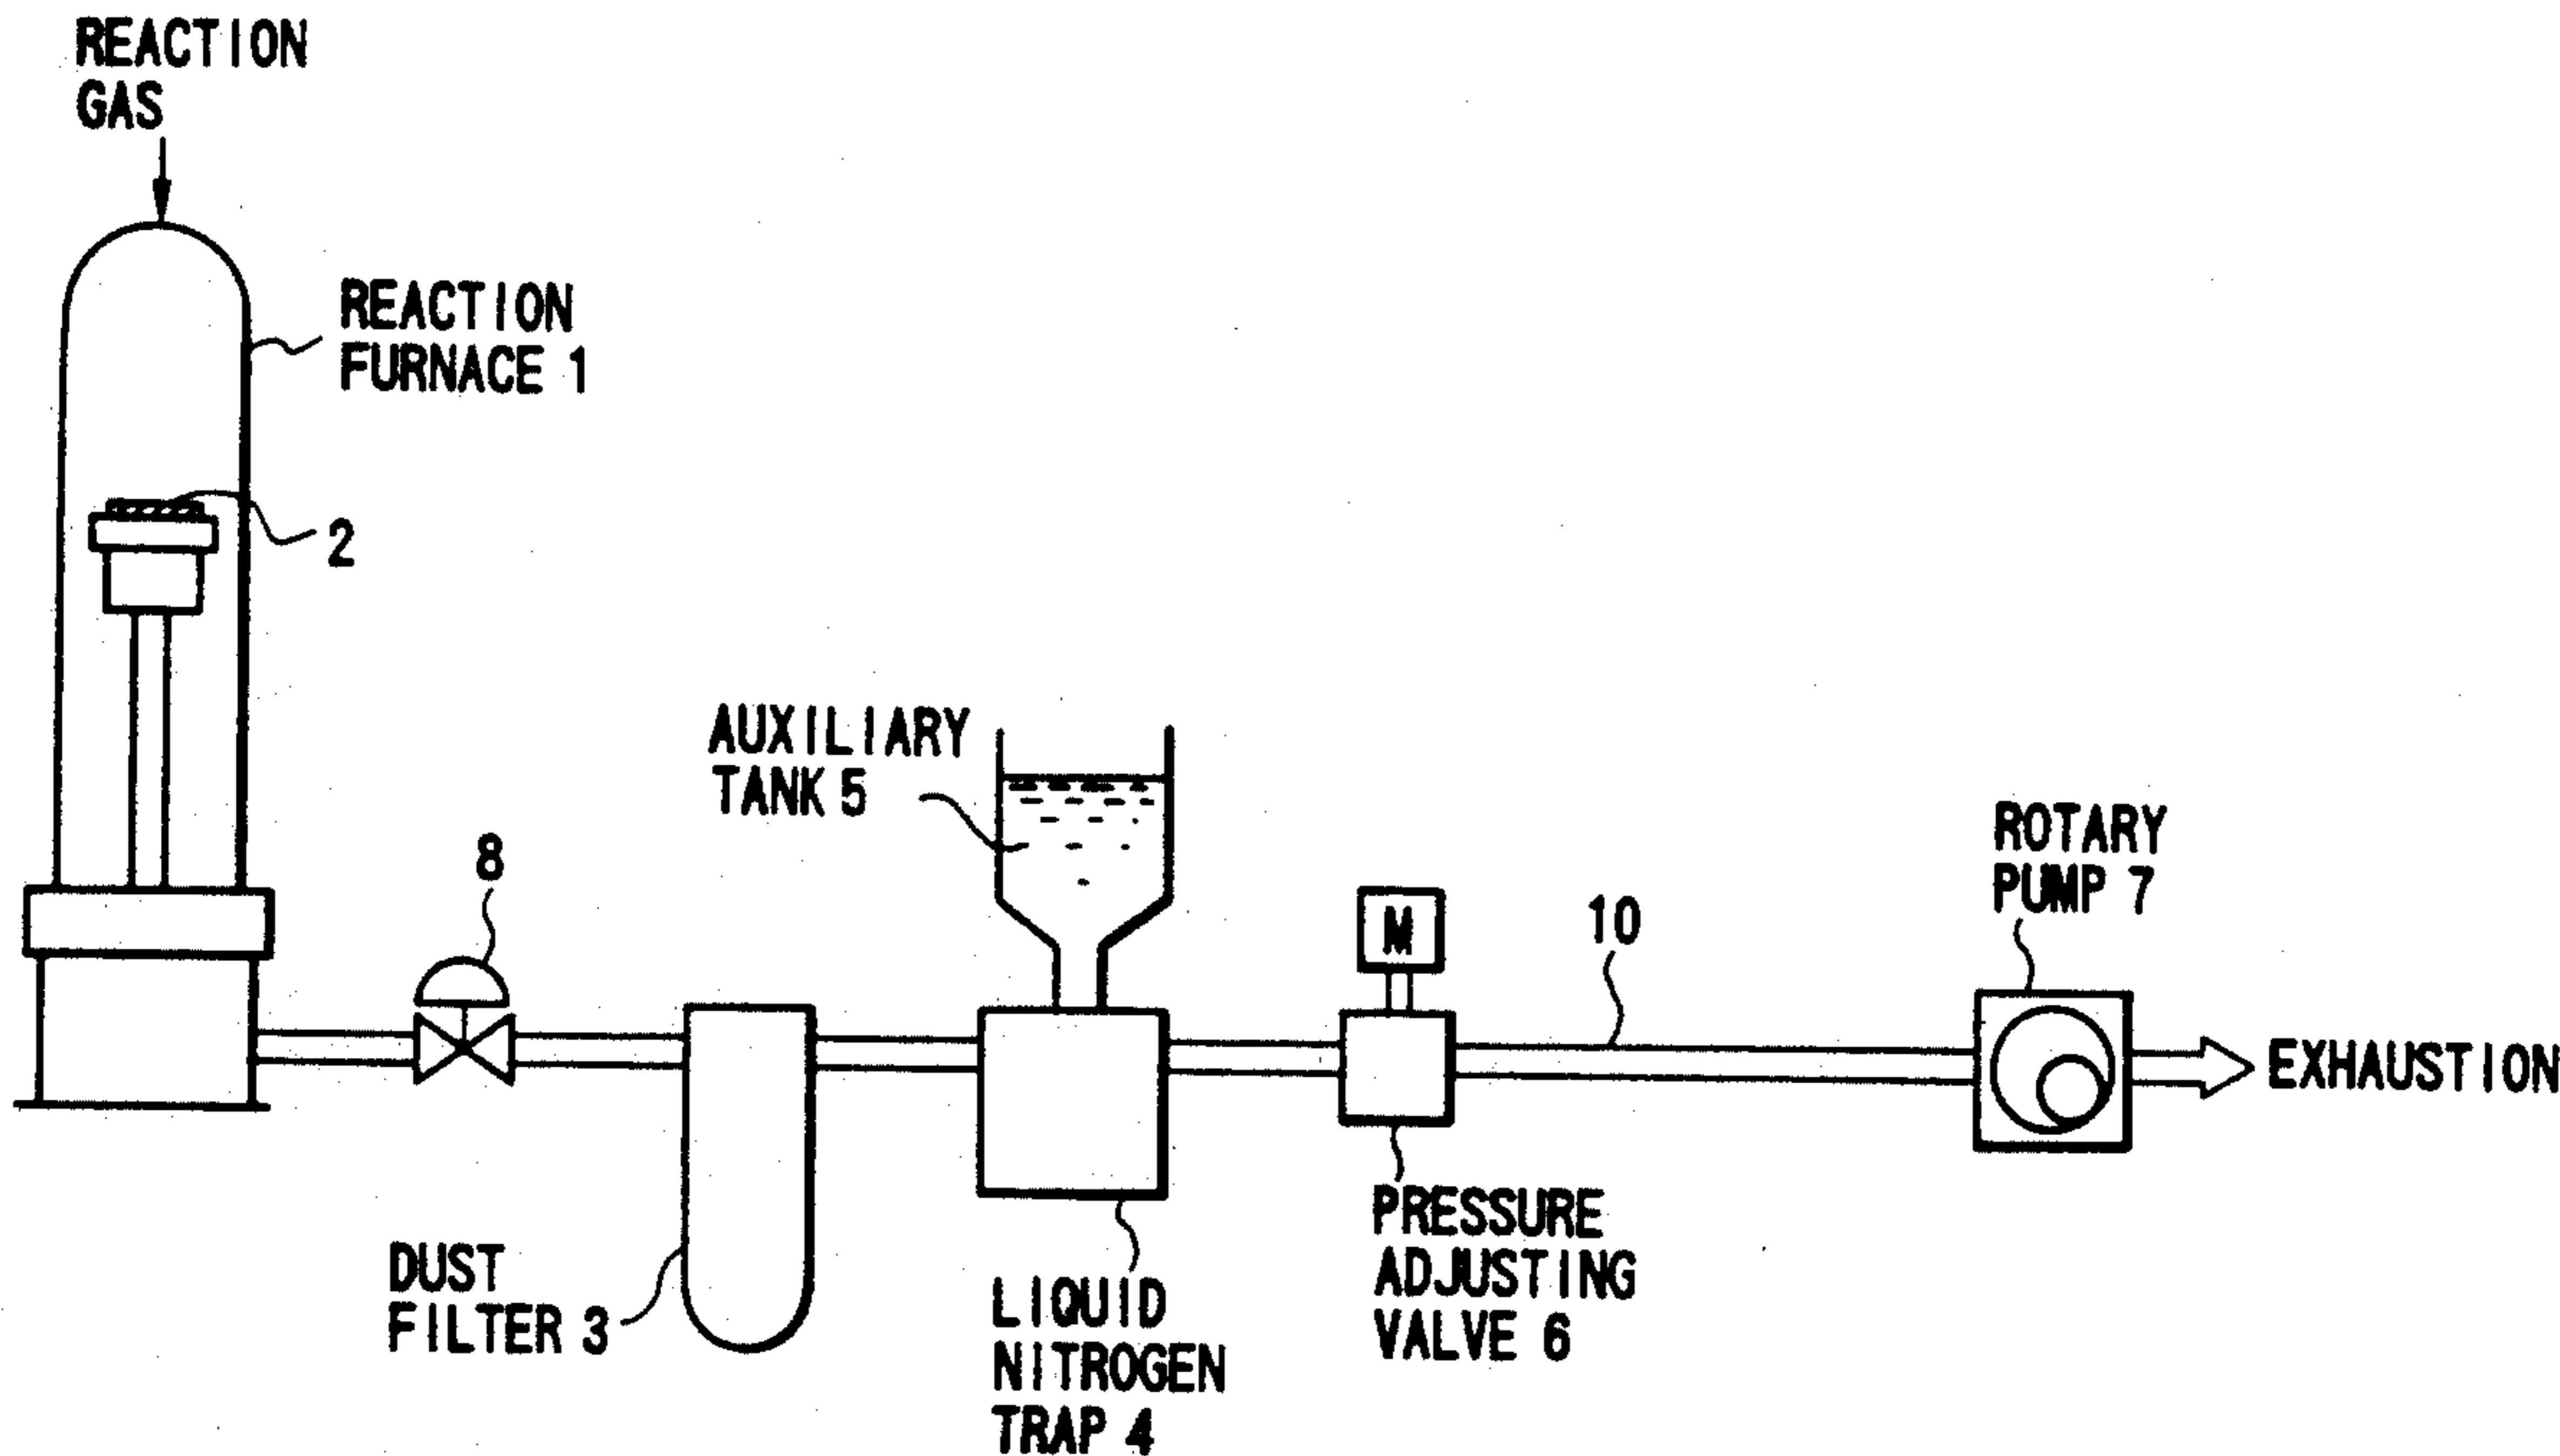 REACTION
GAS
REACTION
FURNACE 1
2
AUXILIARY
TANK 5
8
ROTARY
PUMP 7
M
10
EXHAUSTION
DUST
FILTER 3
LIQUID
NITROGEN
TRAP 4
PRESSURE
ADJUSTING
VALVE 6